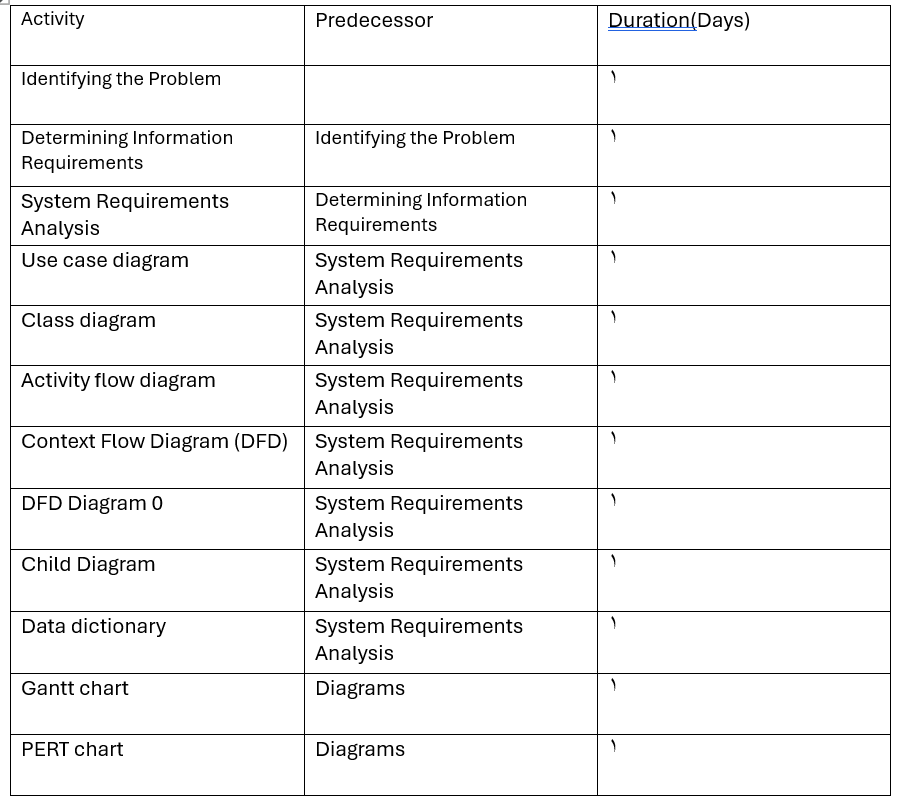 Activity
Predecessor
Duration(Days)
Identifying the Problem
١
Determining Information
Requirements
Identifying the Problem
١
System Requirements
Analysis
Determining Information
Requirements
١
Use case diagram
System Requirements
Analysis
١
Class diagram
System Requirements
Analysis
١
Activity flow diagram
System Requirements
Analysis
١
Context Flow Diagram (DFD)
System Requirements
Analysis
١
DFD Diagram 0
System Requirements
Analysis
١
Child Diagram
System Requirements
Analysis
١
Data dictionary
System Requirements
Analysis
١
Gantt chart
Diagrams
١
PERT chart
Diagrams
١